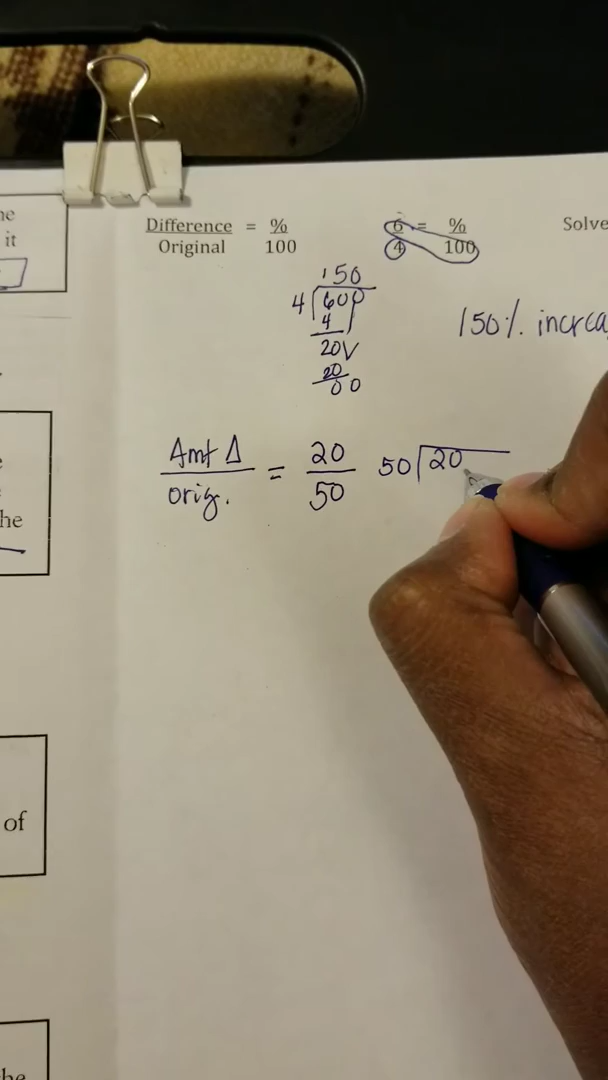 he
it
Difference = %
Original 100
6 = %
4 100
Solve
150
4 600
4
20
20
00
150% increa
Amt Δ = 20
orig. 50
50 20
he
of
he